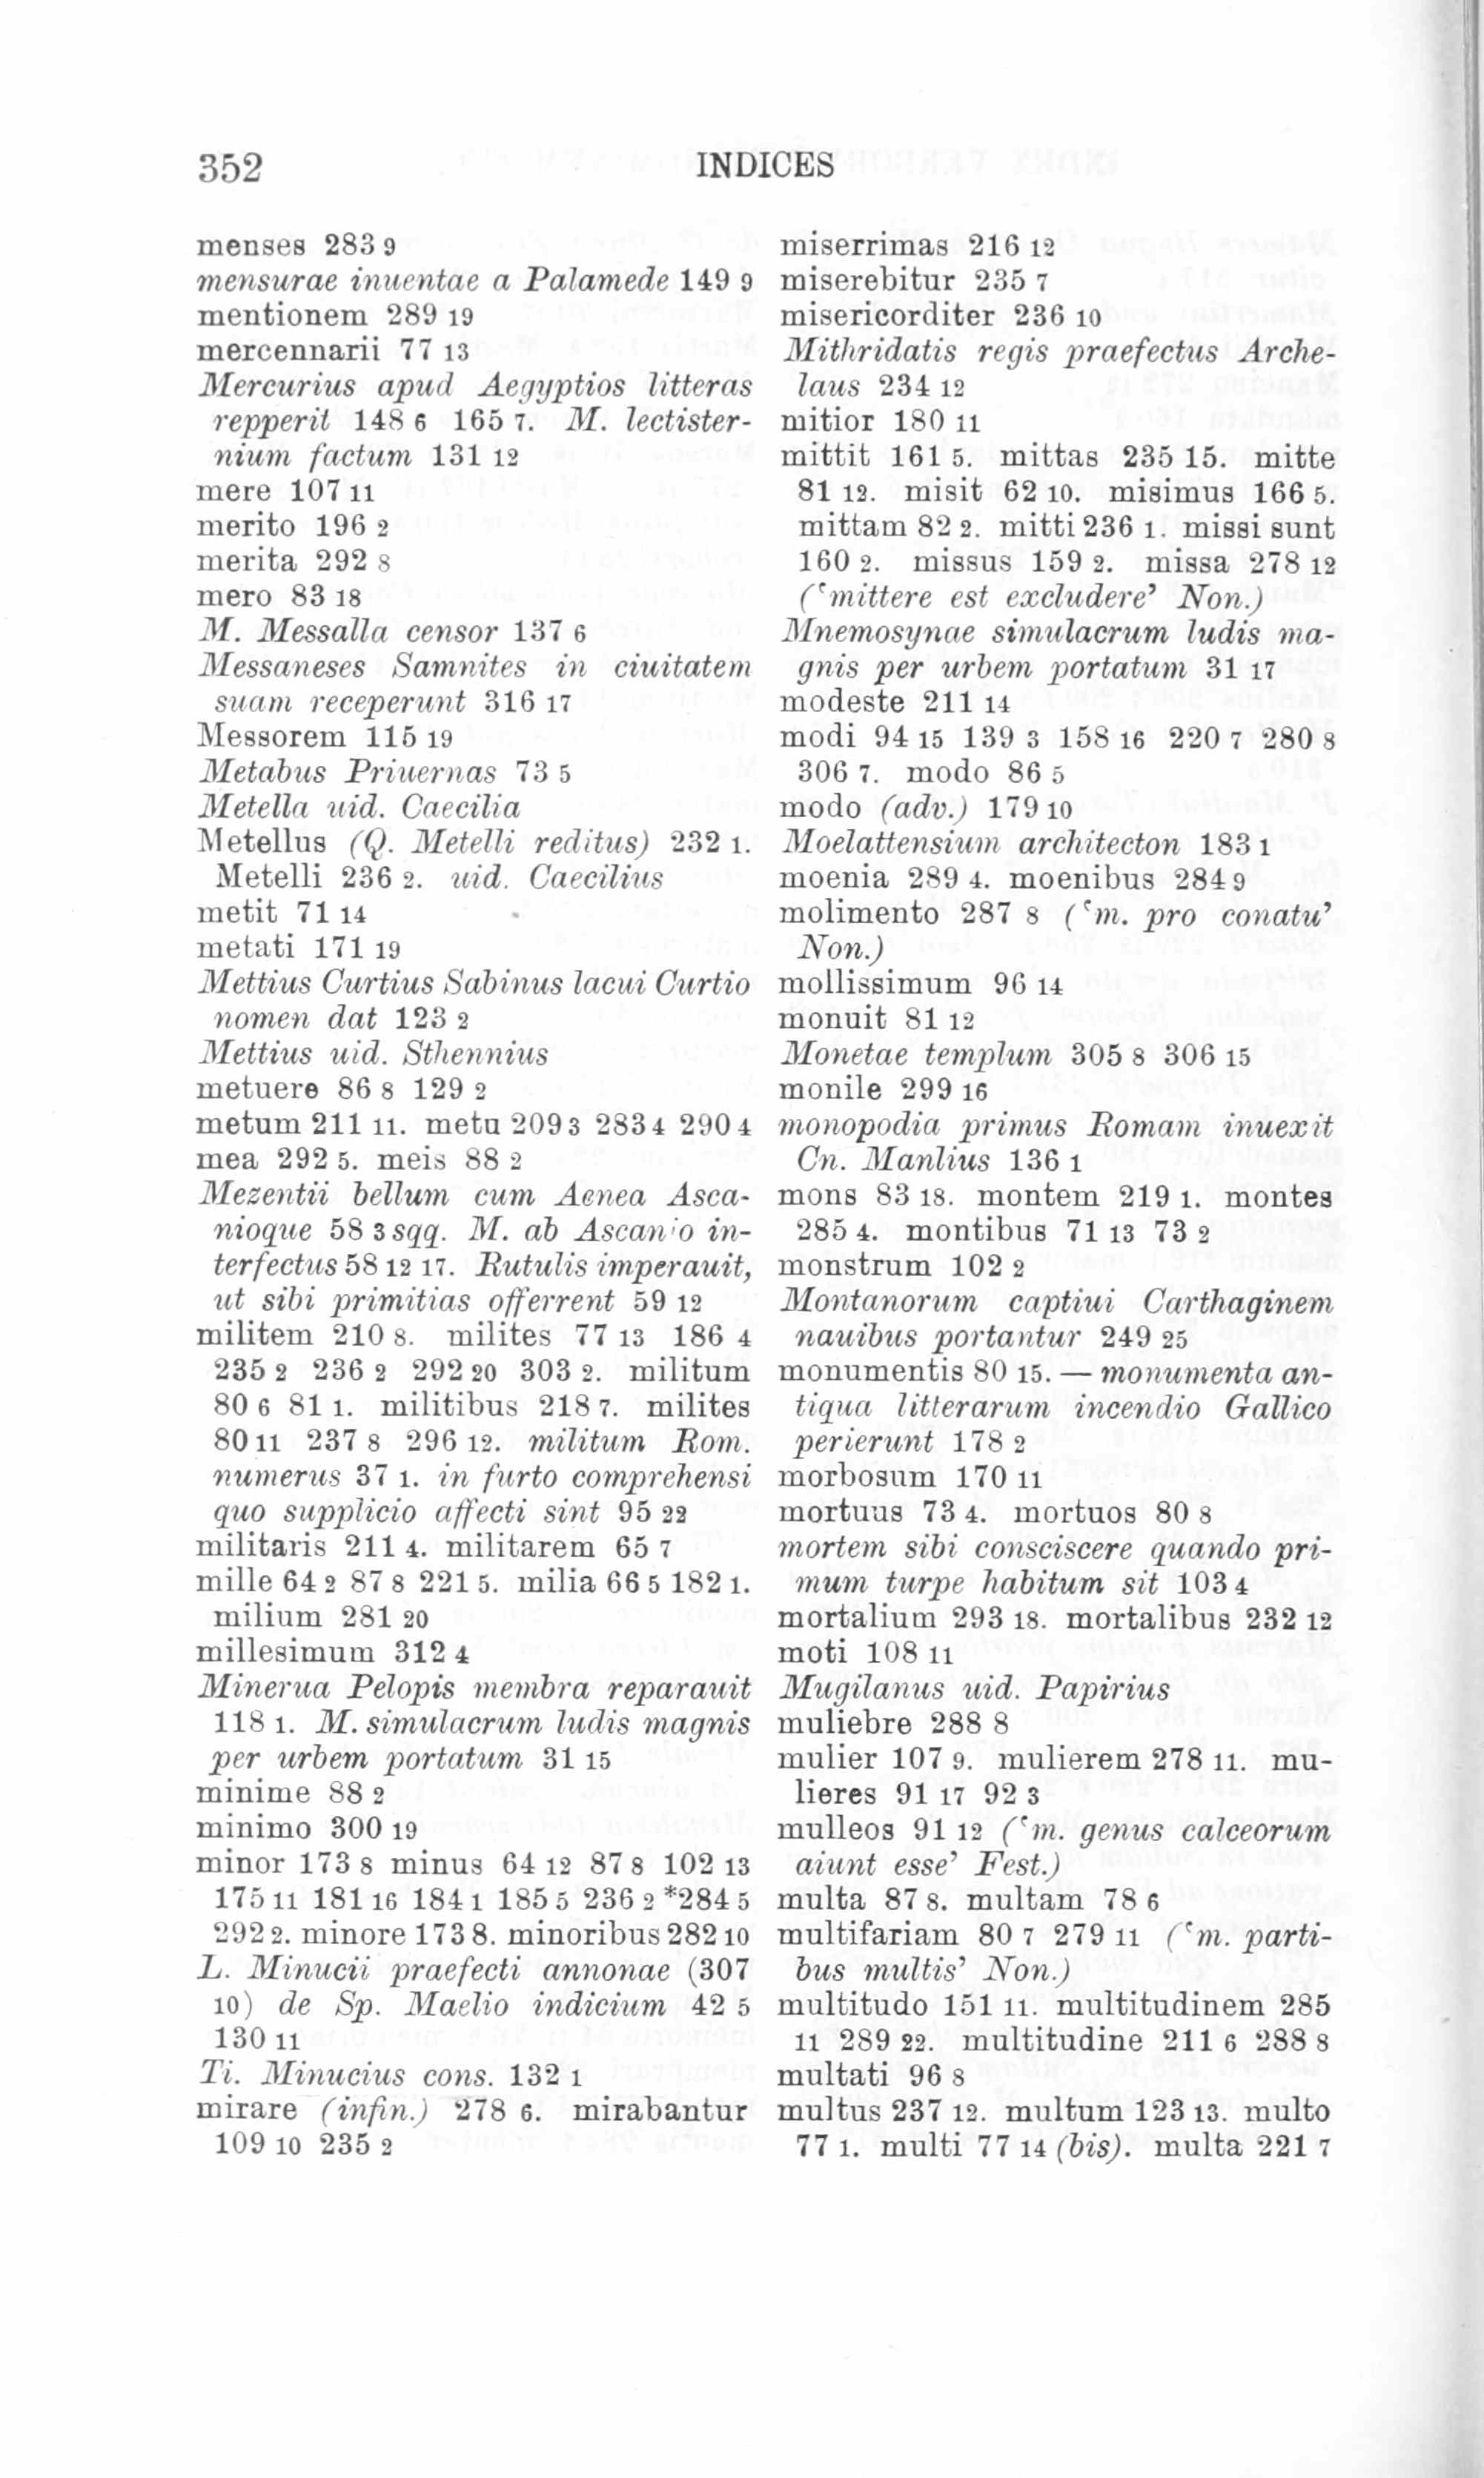 352
INDICES
menses 283 9
mensurae inuentae a Palamede 149 9
mentionem 289 19
mercennarii 77 13
Mercurius apud Aegyptios litteras
repperit 148 6 165 7. M. lectister-
nium factum 131 12
mere 107 11
merito 196 2
merita 292 8
mero 83 18
M. Messalla censor 137 6
Messaneses Samnites in ciuitatem
suam receperunt 316 17
Messorem 115 19
Metabus Priuernas 73 5
Metella uid. Caecilia
Metellus (Q. Metelli reditus) 232 1.
Metelli 236 2. uid. Caecilius
metit 71 14
metati 171 19
Mettius Curtius Sabinus lacui Curtio
nomen dat 123 2
Mettius uid. Sthennius
metuere 86 8 129 2
metum 211 11. metu 209 3 283 4 290 4
mea 292 5. meis 88 2
Mezentii bellum cum Aenea Asca-
nioque 58 3 sqq. M. ab Ascanio in-
terfectus 58 12 17. Rutulis imperauit,
ut sibi primitias offerrent 59 12
militem 210 8. milites 77 13 186 4
235 2 236 2 292 20 303 2. militum
80 6 81 1. militibus 218 7. milites
80 11 237 8 296 12. militum Rom.
numerus 37 1. in furto comprehensi
quo supplicio affecti sint 95 22
militaris 211 4. militarem 65 7
mille 64 2 87 8 221 5. milia 66 5 182 1.
milium 281 20
millesimum 312 4
Minerua Pelopis membra reparauit
118 1. M. simulacrum ludis magnis
per urbem portatum 31 15
minime 88 2
minimo 300 19
minor 173 8 minus 64 12 87 8 102 13
175 11 181 16 184 1 185 5 236 2 *284 5
292 2. minore 173 8. minoribus 282 10
L. Minucii praefecti annonae (307
10) de Sp. Maelio indicium 42 5
130 11
Ti. Minucius cons. 132 1
mirare (infin.) 278 6. mirabantur
109 10 235 2
miserrimas 216 12
miserebitur 235 7
misericorditer 236 10
Mithridatis regis praefectus Arche-
laus 234 12
mitior 180 11
mittit 161 5. mittas 235 15. mitte
81 12. misit 62 10. misimus 166 5.
mittam 82 2. mitti 236 1. missi sunt
160 2. missus 159 2. missa 278 12
(‘mittere est excludere’ Non.)
Mnemosynae simulacrum ludis ma-
gnis per urbem portatum 31 17
modeste 211 14
modi 94 15 139 3 158 16 220 7 280 8
306 7. modo 86 5
modo (adv.) 179 10
Moelattensium architecton 183 1
moenia 289 4. moenibus 284 9
molimento 287 8 (‘m. pro conatu’
Non.)
mollissimum 96 14
monuit 81 12
Monetae templum 305 8 306 15
monile 299 16
monopodia primus Romam inuexit
Cn. Manlius 136 1
mons 83 18. montem 219 1. montes
285 4. montibus 71 13 73 2
monstrum 102 2
Montanorum captiui Carthaginem
nauibus portantur 249 25
monumentis 80 15. — monumenta an-
tiqua litterarum incendio Gallico
perierunt 178 2
morbosum 170 11
mortuus 73 4. mortuos 80 8
mortem sibi consciscere quando pri-
mum turpe habitum sit 103 4
mortalium 293 18. mortalibus 232 12
moti 108 11
Mugilanus uid. Papirius
muliebre 288 8
mulier 107 9. mulierem 278 11. mu-
lieres 91 17 92 3
mulleos 91 12 (‘m. genus calceorum
aiunt esse’ Fest.)
multa 87 8. multam 78 6
multifariam 80 7 279 11 (‘m. parti-
bus multis’ Non.)
multitudo 151 11. multitudinem 285
11 289 22. multitudine 211 6 288 8
multati 96 8
multus 237 12. multum 123 13. multo
77 1. multi 77 14 (bis). multa 221 7